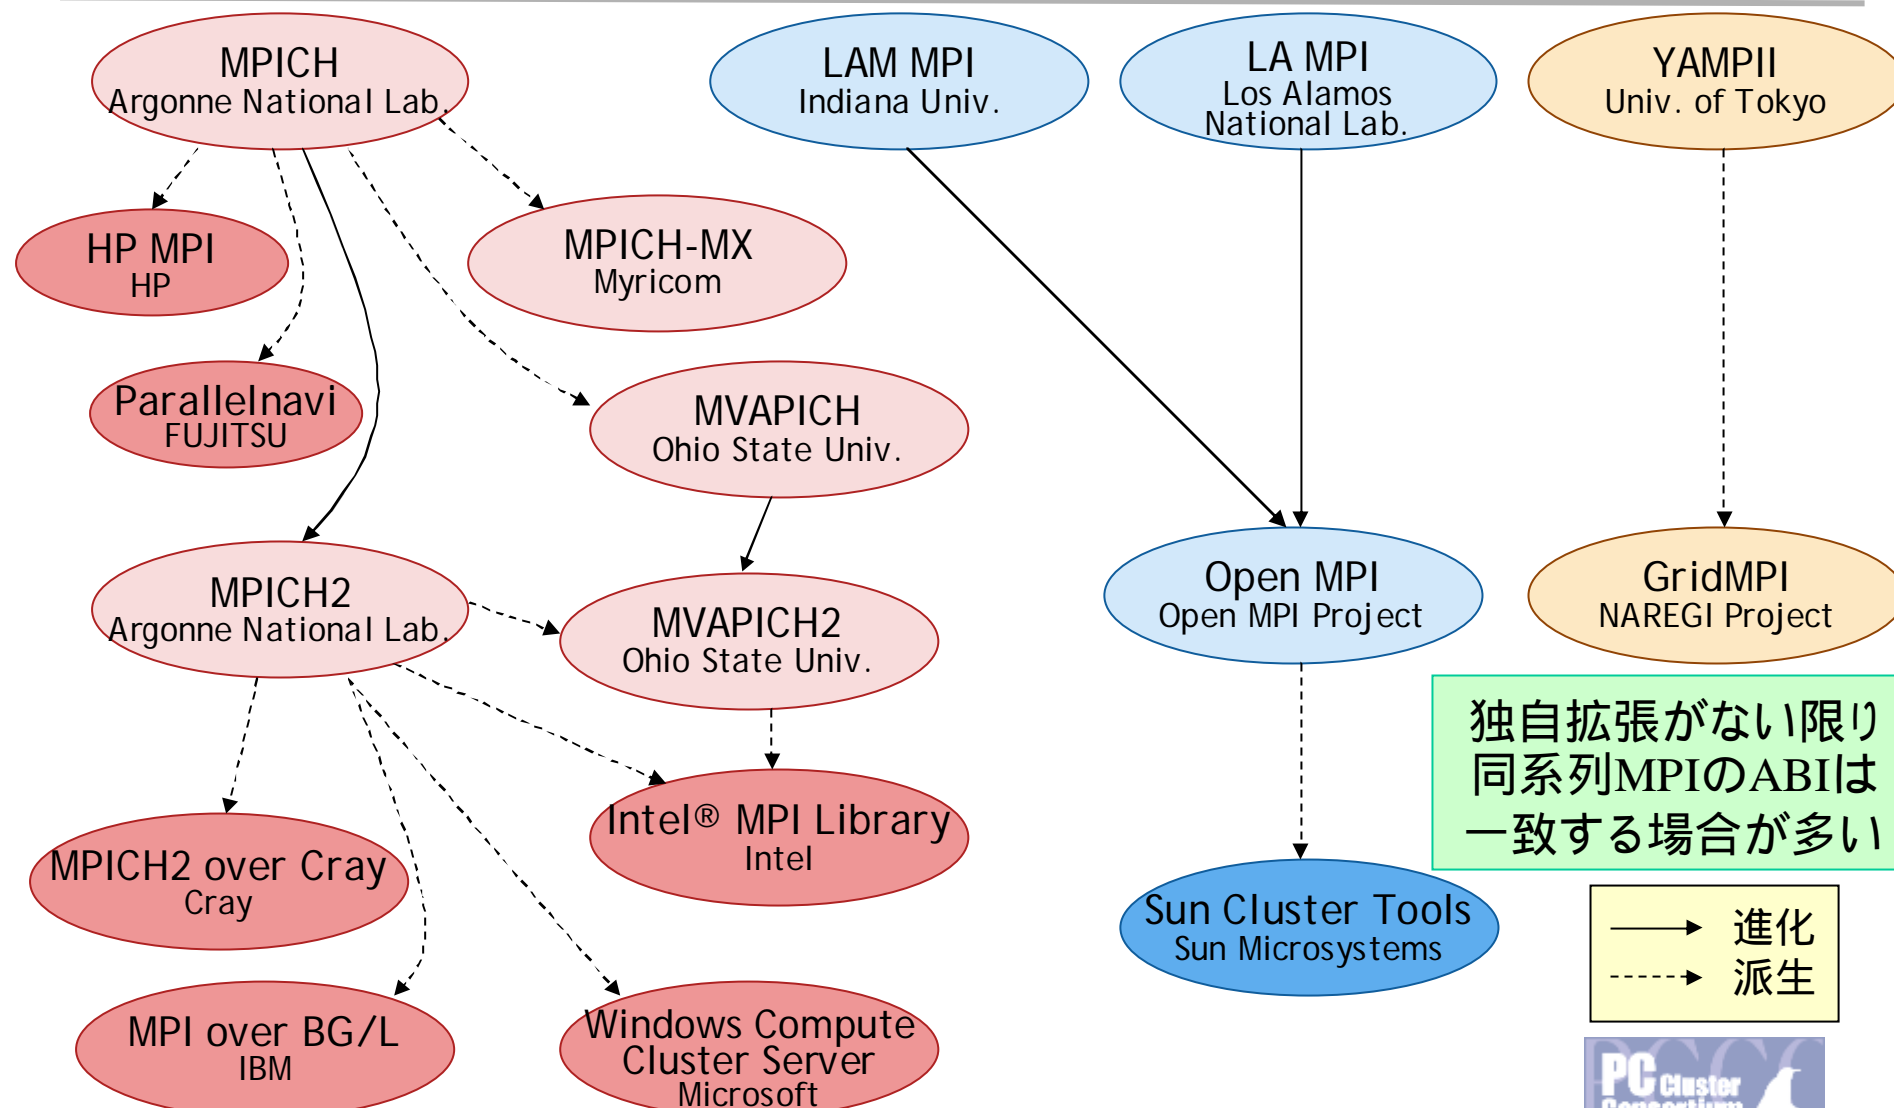 MPICH
Argonne National Lab.
LAM MPI
Indiana Univ.
LA MPI
Los Alamos
National Lab.
YAMPII
Univ. of Tokyo
HP MPI
HP
MPICH-MX
Myricom
Parallelnavi
FUJITSU
MVAPICH
Ohio State Univ.
MPICH2
Argonne National Lab.
MVAPICH2
Ohio State Univ.
Open MPI
Open MPI Project
GridMPI
NAREGI Project
独自拡張がない限り
同系列MPIのABIは
一致する場合が多い
Intel® MPI Library
Intel
MPICH2 over Cray
Cray
Sun Cluster Tools
Sun Microsystems
進化
派生
MPI over BG/L
IBM
Windows Compute
Cluster Server
Microsoft
PCCC
PC Cluster
Consortium